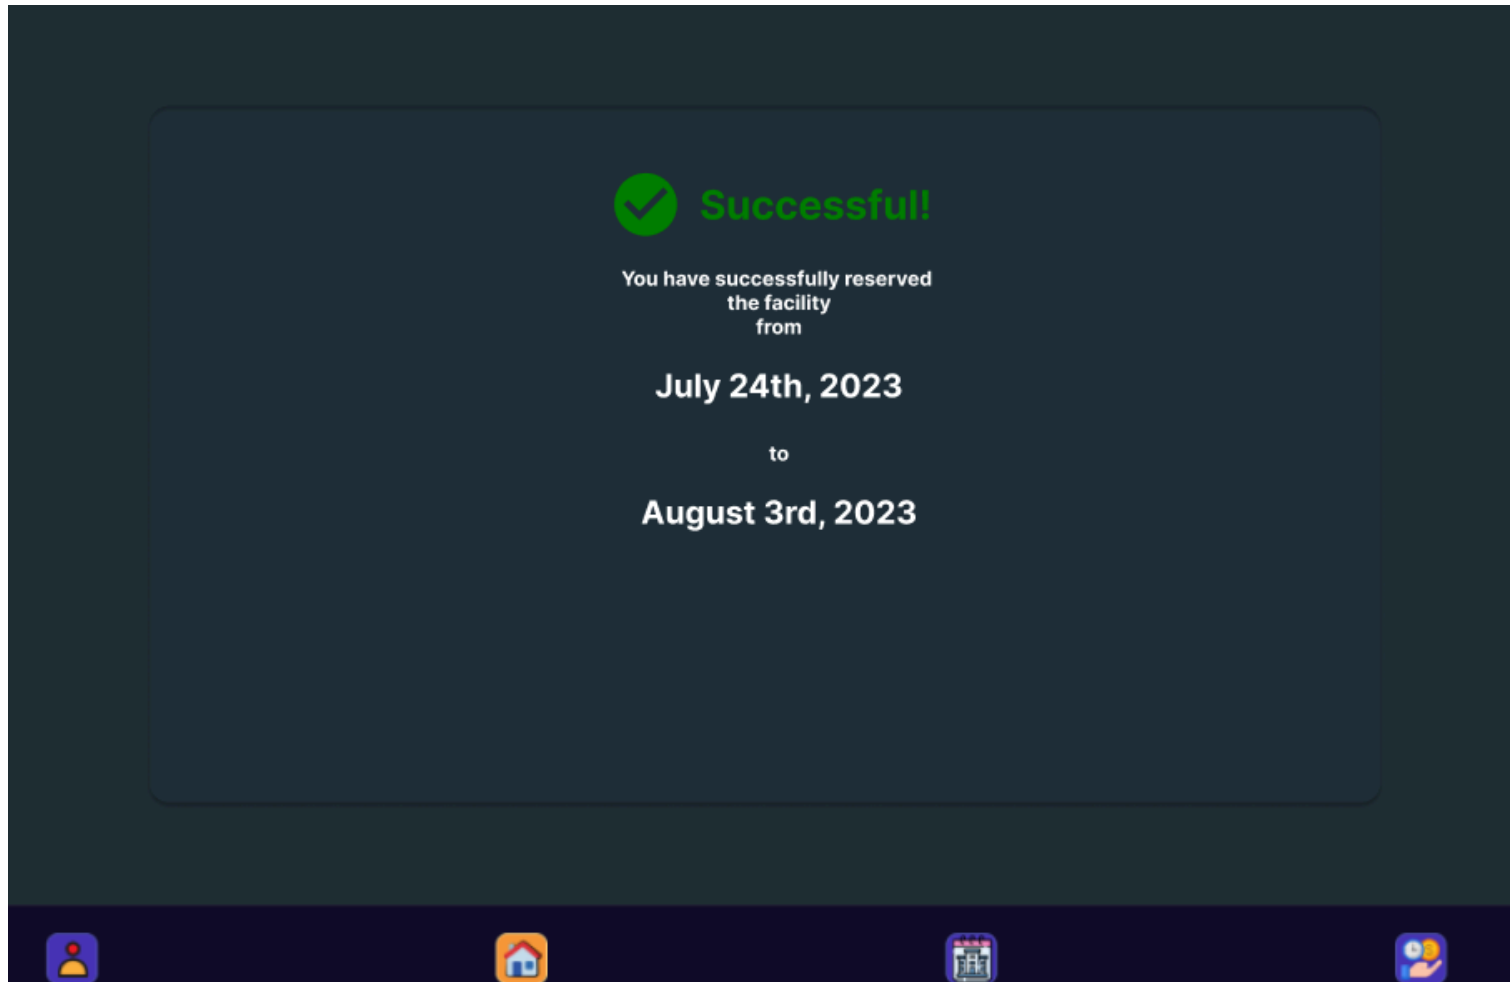 Successful!
You have successfully reserved
the facility
from
July 24th, 2023
to
August 3rd, 2023